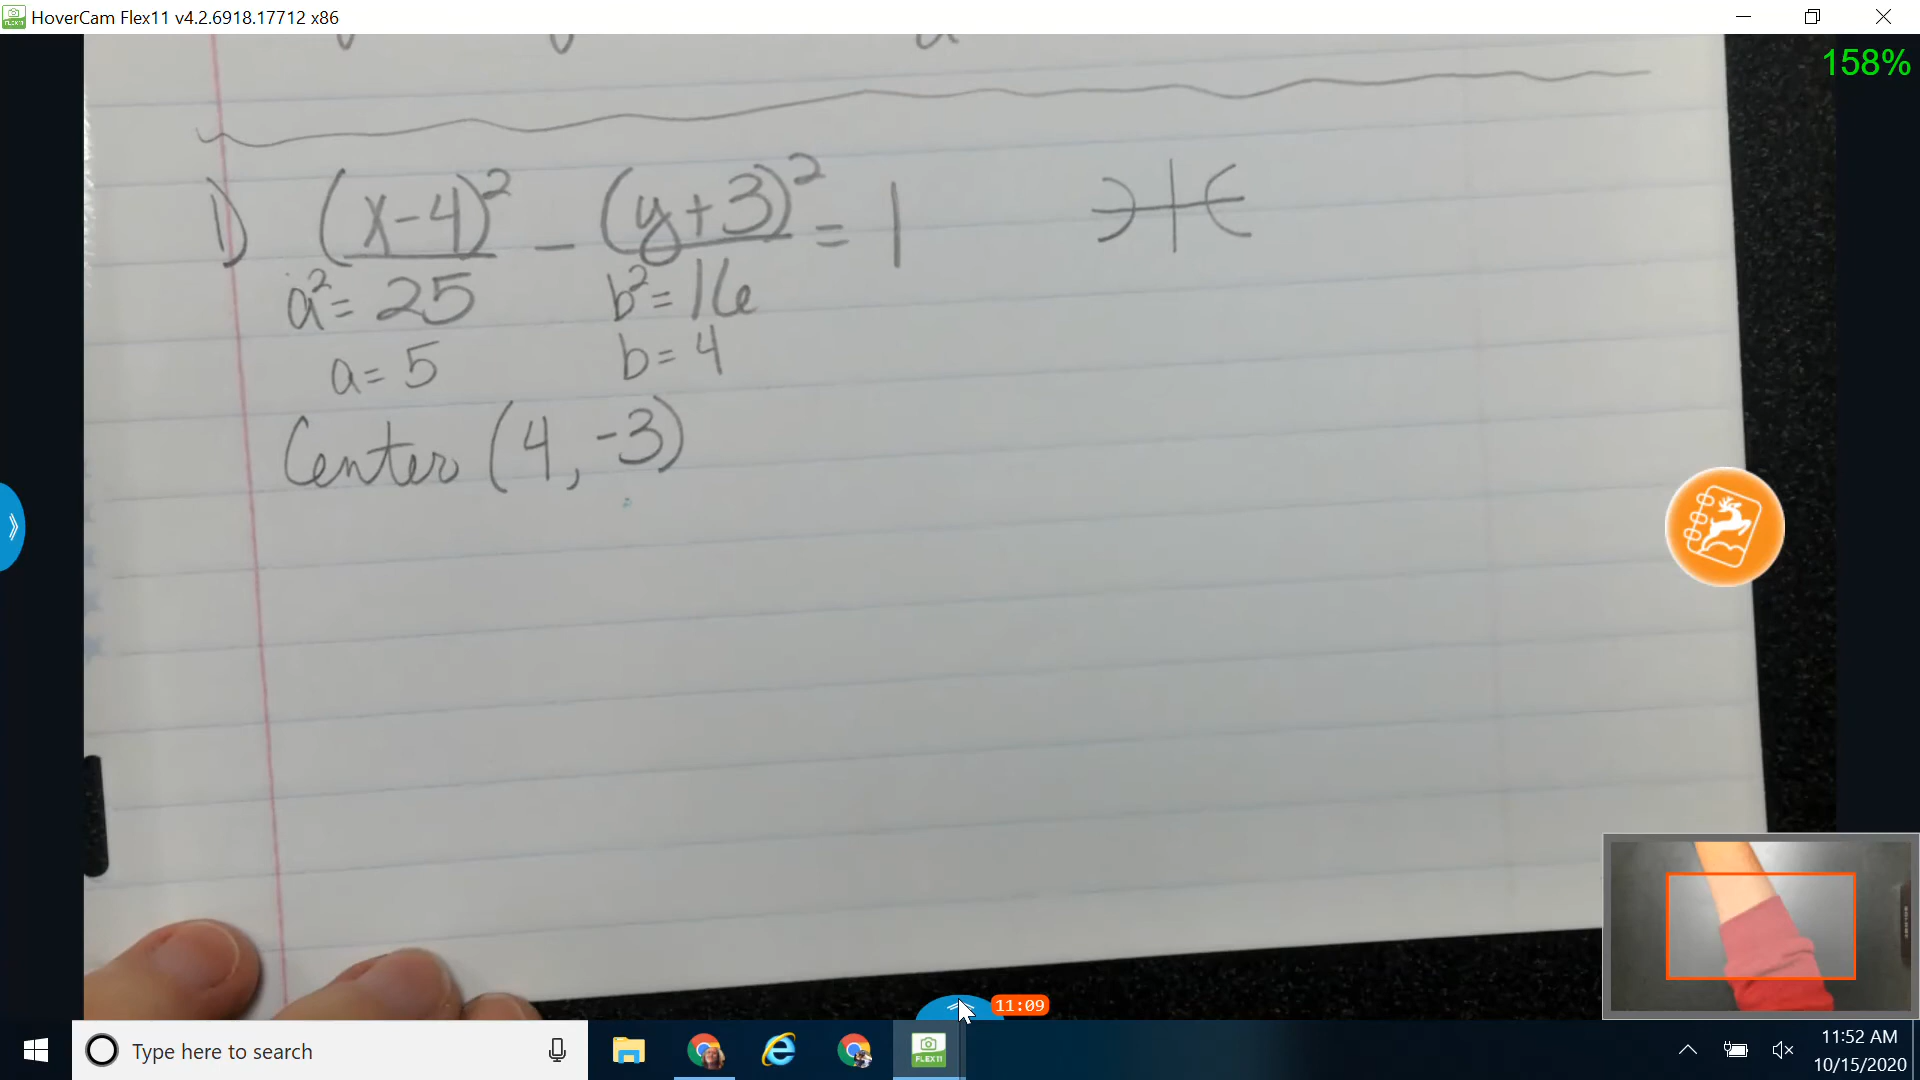 HoverCam Flex11 v4.2.6918.17712 x86
158%
1) (x-4)² - (y+3)² = 1
a² = 25 b² = 16
a = 5 b = 4
Center (4, -3)
11:09
Type here to search
FLEX11
11:52 AM
10/15/2020